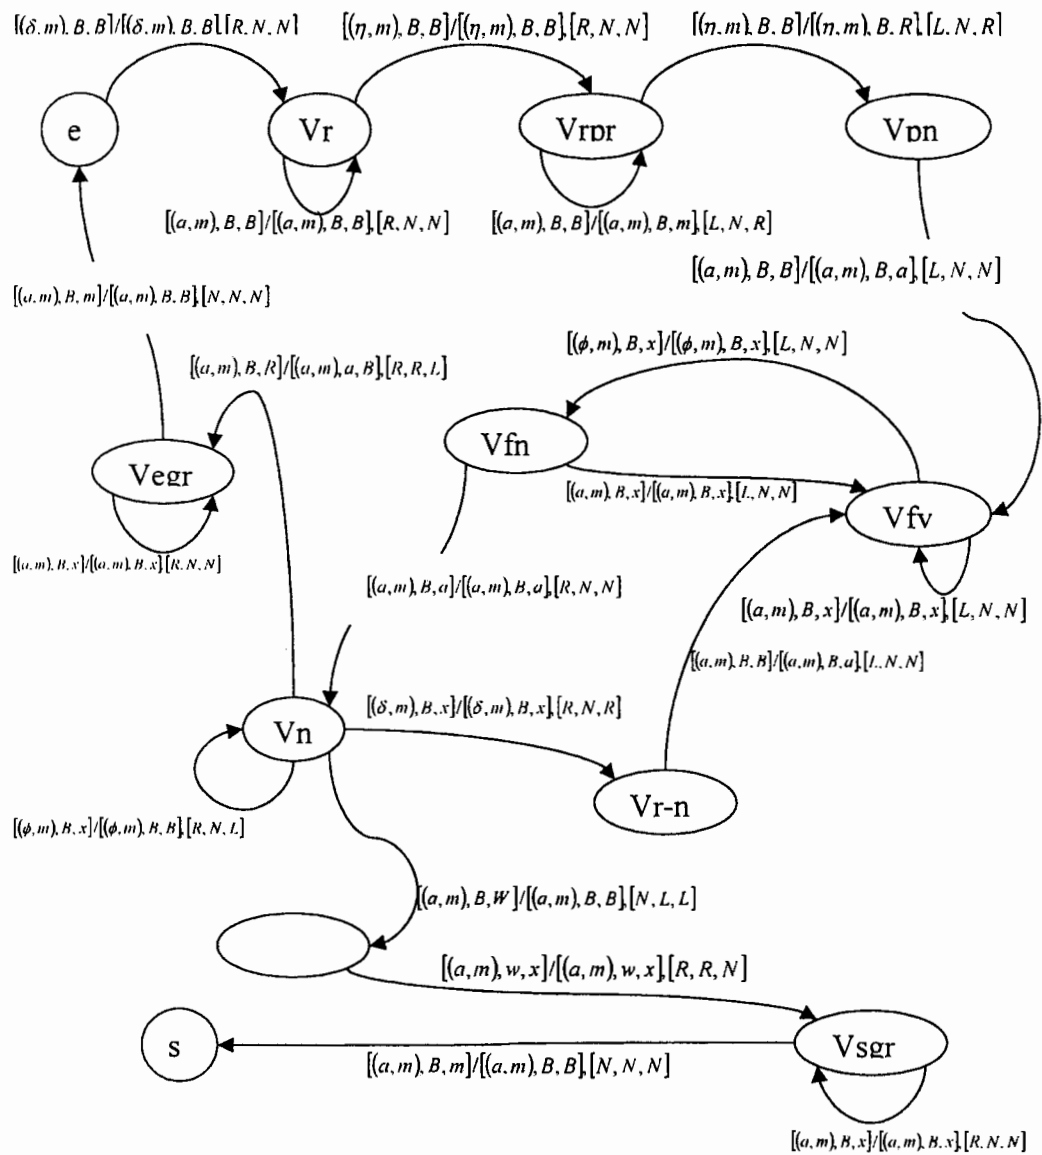 [(δ,m),B,B]/[(δ,m),B,B],[R,N,N]
[(η,m),B,B]/[(η,m),B,B],[R,N,N]
[(η,m),B,B]/[(η,m),B,R],[L,N,R]
e
Vr
Vrpr
Vpn
[(a,m),B,B]/[(a,m),B,B],[R,N,N]
[(a,m),B,B]/[(a,m),B,m],[L,N,R]
[(a,m),B,B]/[(a,m),B,a],[L,N,N]
[(a,m),B,m]/[(a,m),B,B],[N,N,N]
[(a,m),B,R]/[(a,m),a,B],[R,R,L]
[(ϕ,m),B,x]/[(ϕ,m),B,x],[L,N,N]
Vegr
Vfn
[(a,m),B,x]/[(a,m),B,x],[L,N,N]
Vfv
[(a,m),B,x]/[(a,m),B,x],[R,N,N]
[(a,m),B,a]/[(a,m),B,a],[R,N,N]
[(a,m),B,x]/[(a,m),B,x],[L,N,N]
[(a,m),B,B]/[(a,m),B,a],[L,N,N]
Vn
[(δ,m),B,x]/[(δ,m),B,x],[R,N,R]
Vr-n
[(ϕ,m),B,x]/[(ϕ,m),B,B],[R,N,L]
[(a,m),B,W]/[(a,m),B,B],[N,L,L]
[(a,m),w,x]/[(a,m),w,x],[R,R,N]
s
Vsgr
[(a,m),B,m]/[(a,m),B,B],[N,N,N]
[(a,m),B,x]/[(a,m),B,x],[R,N,N]